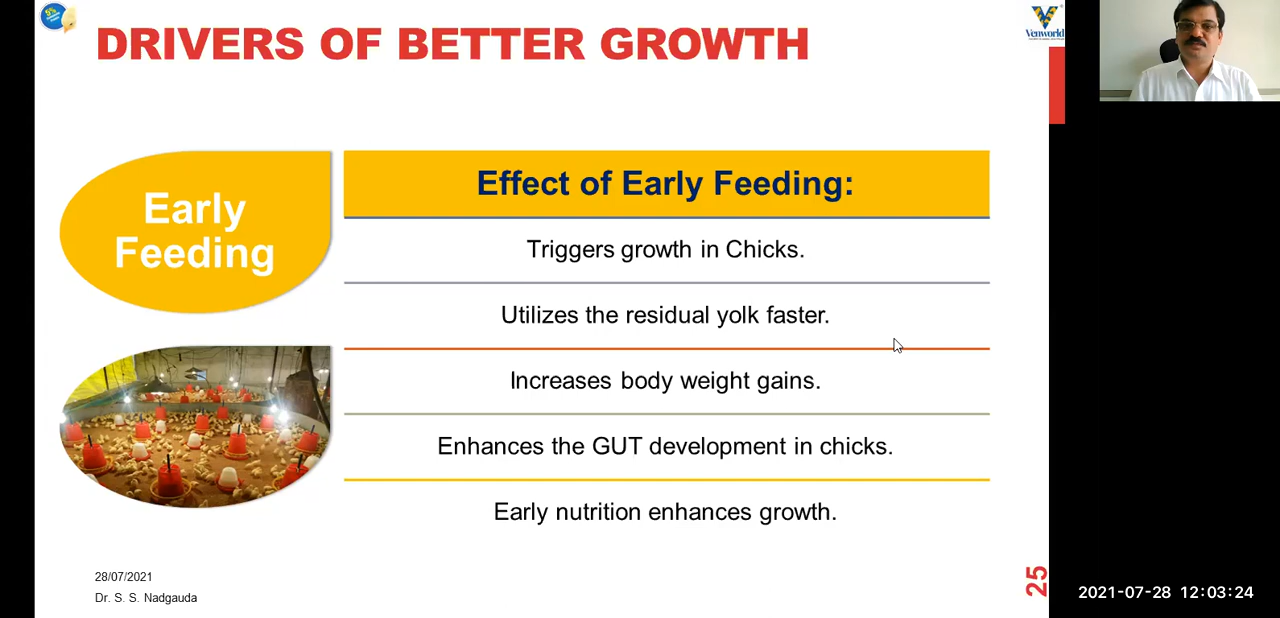 5%
DRIVERS OF BETTER GROWTH
Venworld
Early
Feeding
Effect of Early Feeding:
Triggers growth in Chicks.
Utilizes the residual yolk faster.
Increases body weight gains.
Enhances the GUT development in chicks.
Early nutrition enhances growth.
28/07/2021
Dr. S. S. Nadgauda
25
2021-07-28 12:03:24